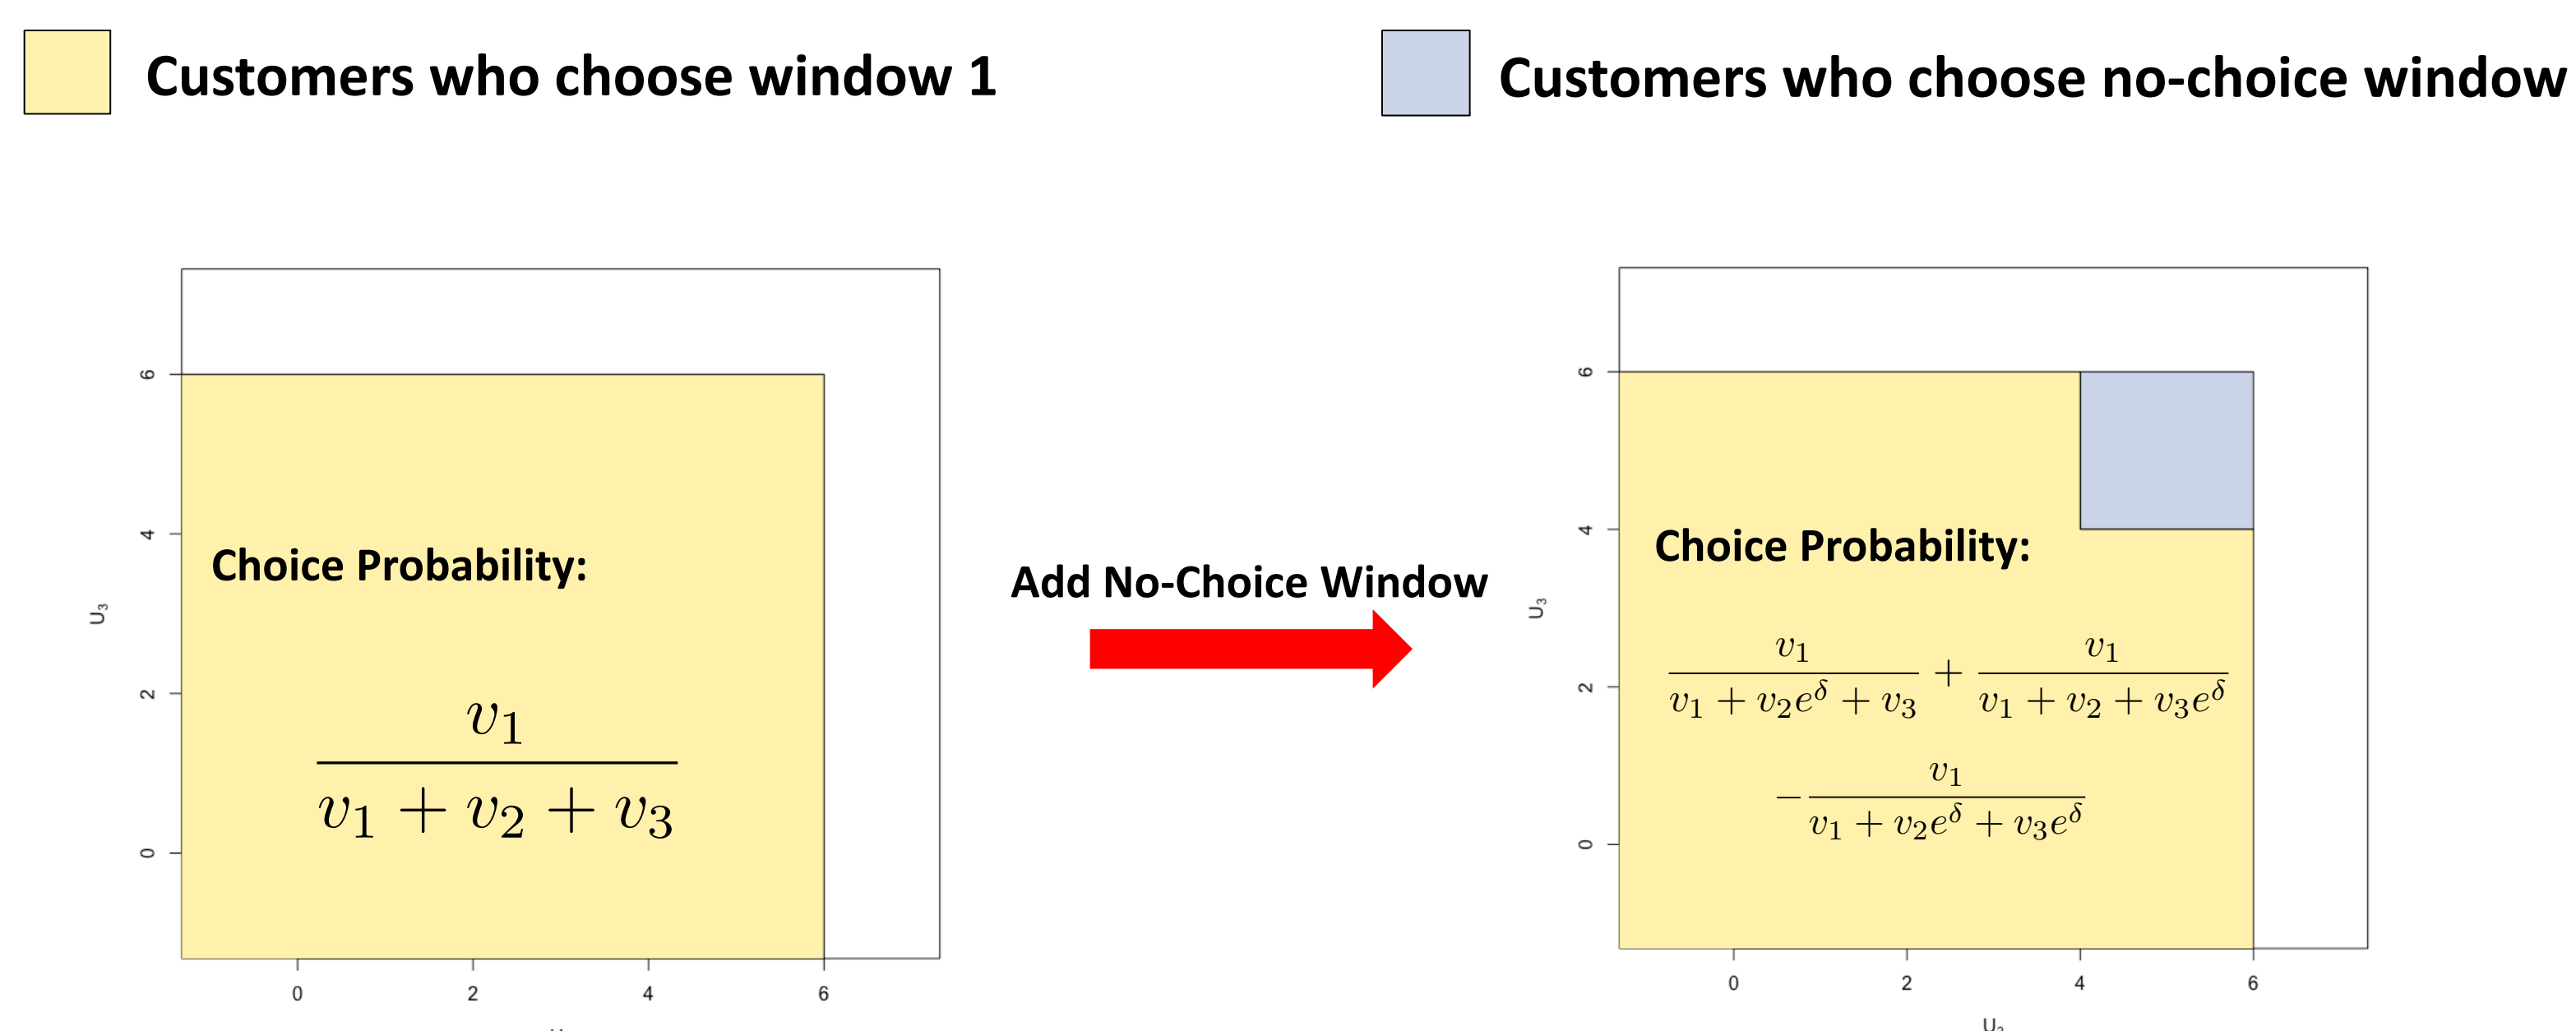 Customers who choose window 1
Customers who choose no-choice window
6
4
2
0
U₃
Choice Probability:
v₁ / (v₁ + v₂ + v₃)
0 2 4 6
Add No-Choice Window
6
4
2
0
U₃
Choice Probability:
v₁ / (v₁ + v₂e^δ + v₃) + v₁ / (v₁ + v₂ + v₃e^δ)
− v₁ / (v₁ + v₂e^δ + v₃e^δ)
0 2 4 6